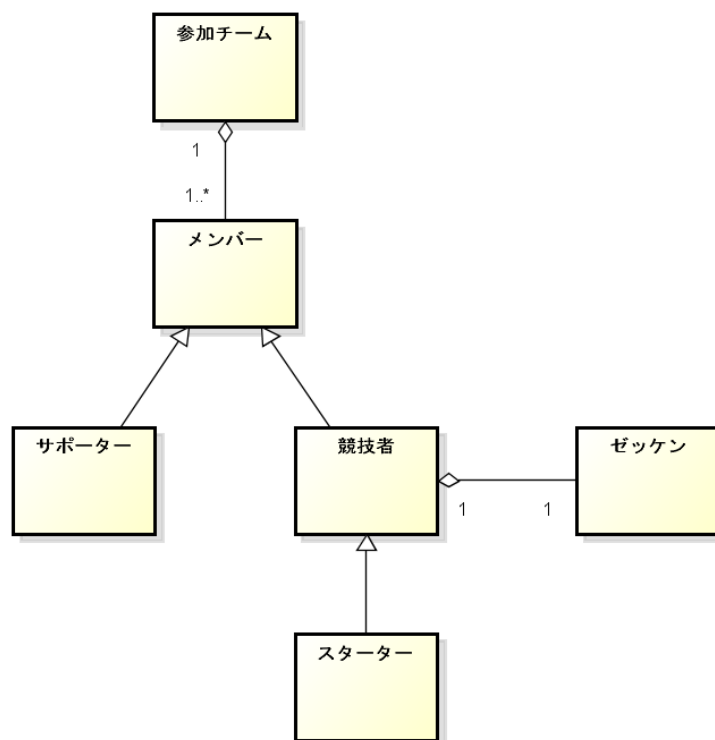 参加チーム
1
1..*
メンバー
サポーター
競技者
ゼッケン
1
1
スターター